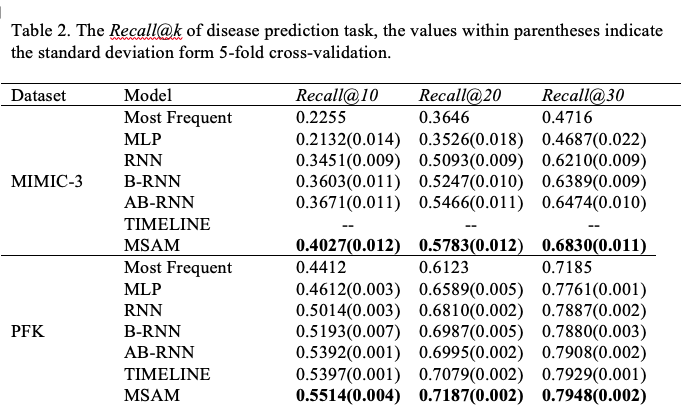 Table 2. The Recall@k of disease prediction task, the values within parentheses indicate
the standard deviation form 5-fold cross-validation.
Dataset Model Recall@10 Recall@20 Recall@30
Most Frequent 0.2255 0.3646 0.4716
MLP 0.2132(0.014) 0.3526(0.018) 0.4687(0.022)
RNN 0.3451(0.009) 0.5093(0.009) 0.6210(0.009)
MIMIC-3 B-RNN 0.3603(0.011) 0.5247(0.010) 0.6389(0.009)
AB-RNN 0.3671(0.011) 0.5466(0.011) 0.6474(0.010)
TIMELINE -- -- --
MSAM 0.4027(0.012) 0.5783(0.012) 0.6830(0.011)
Most Frequent 0.4412 0.6123 0.7185
MLP 0.4612(0.003) 0.6589(0.005) 0.7761(0.001)
RNN 0.5014(0.003) 0.6810(0.002) 0.7887(0.002)
PFK B-RNN 0.5193(0.007) 0.6987(0.005) 0.7880(0.003)
AB-RNN 0.5392(0.001) 0.6995(0.002) 0.7908(0.002)
TIMELINE 0.5397(0.001) 0.7079(0.002) 0.7929(0.001)
MSAM 0.5514(0.004) 0.7187(0.002) 0.7948(0.002)